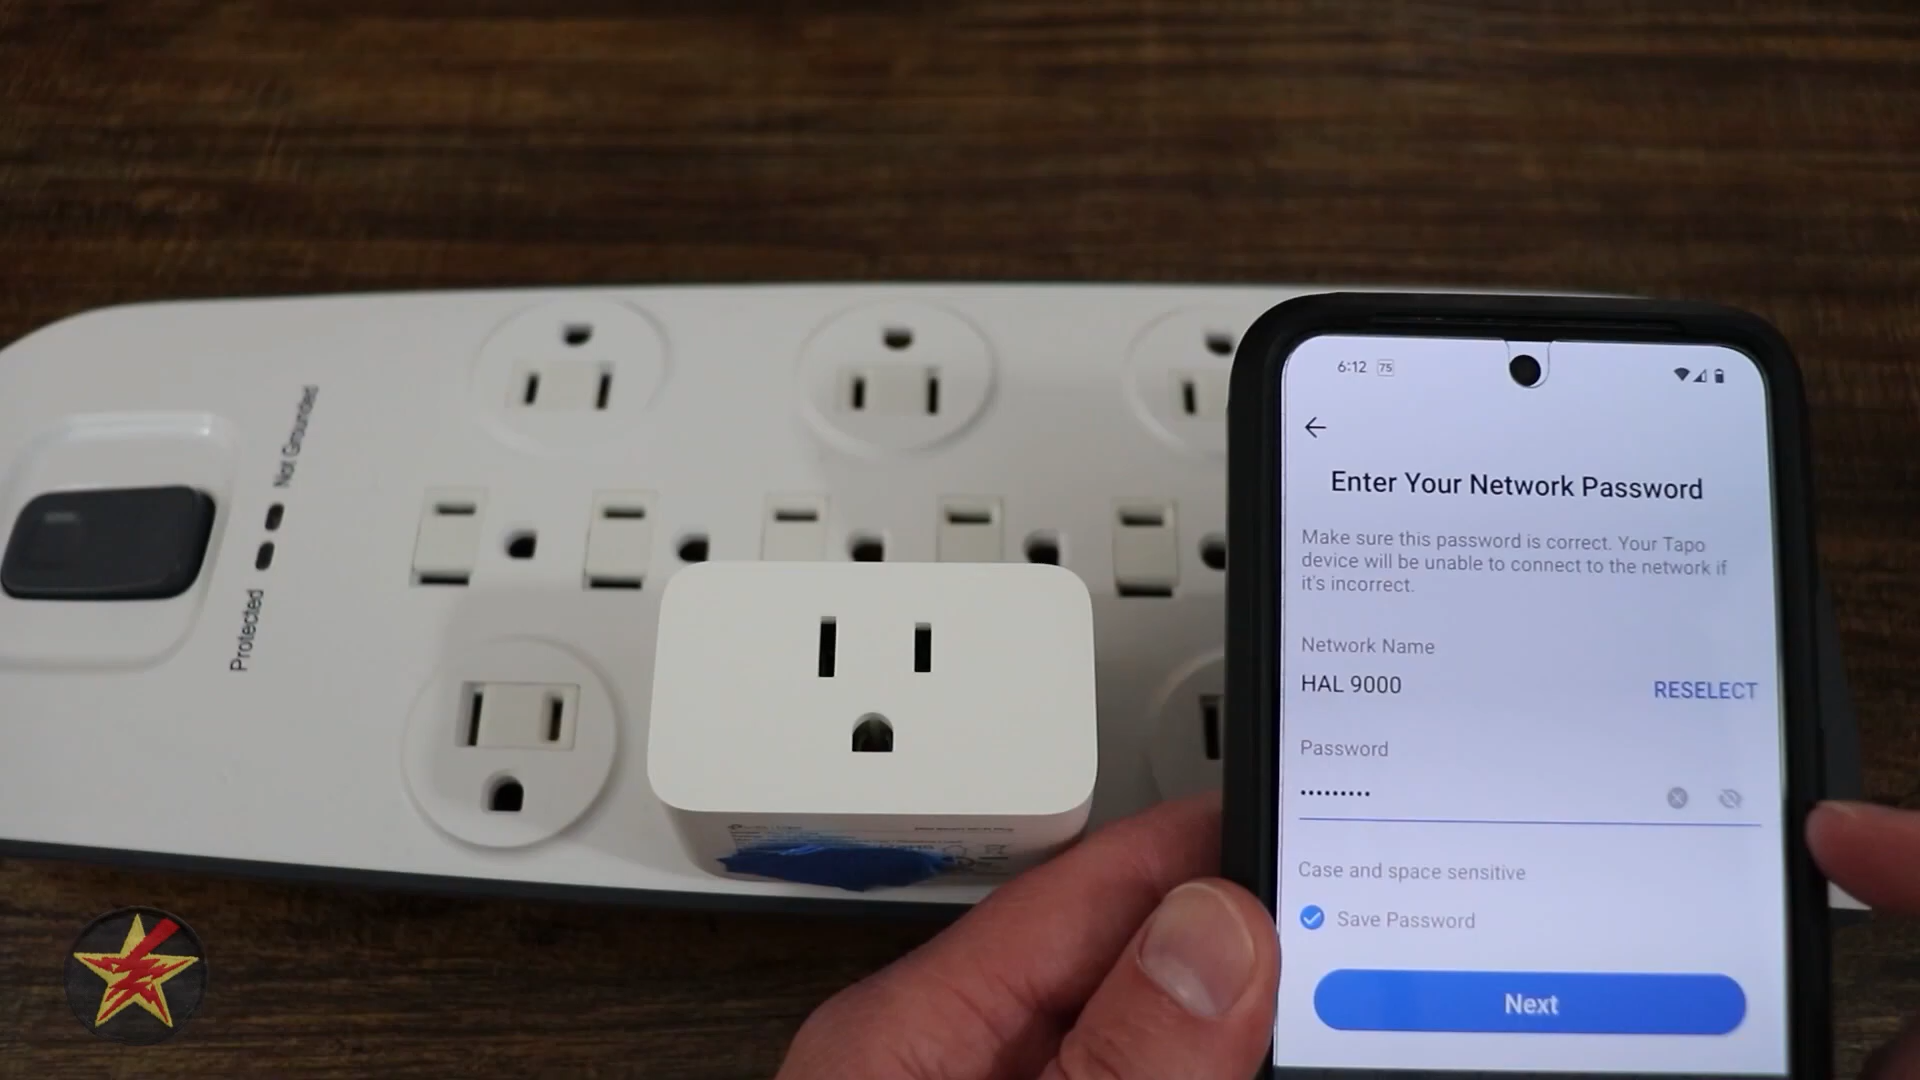 Not Grounded
Protected
6:12 75
Enter Your Network Password
Make sure this password is correct. Your Tapo
device will be unable to connect to the network if
it's incorrect.
Network Name
HAL 9000
RESELECT
Password
•••••••••
Case and space sensitive
Save Password
Next